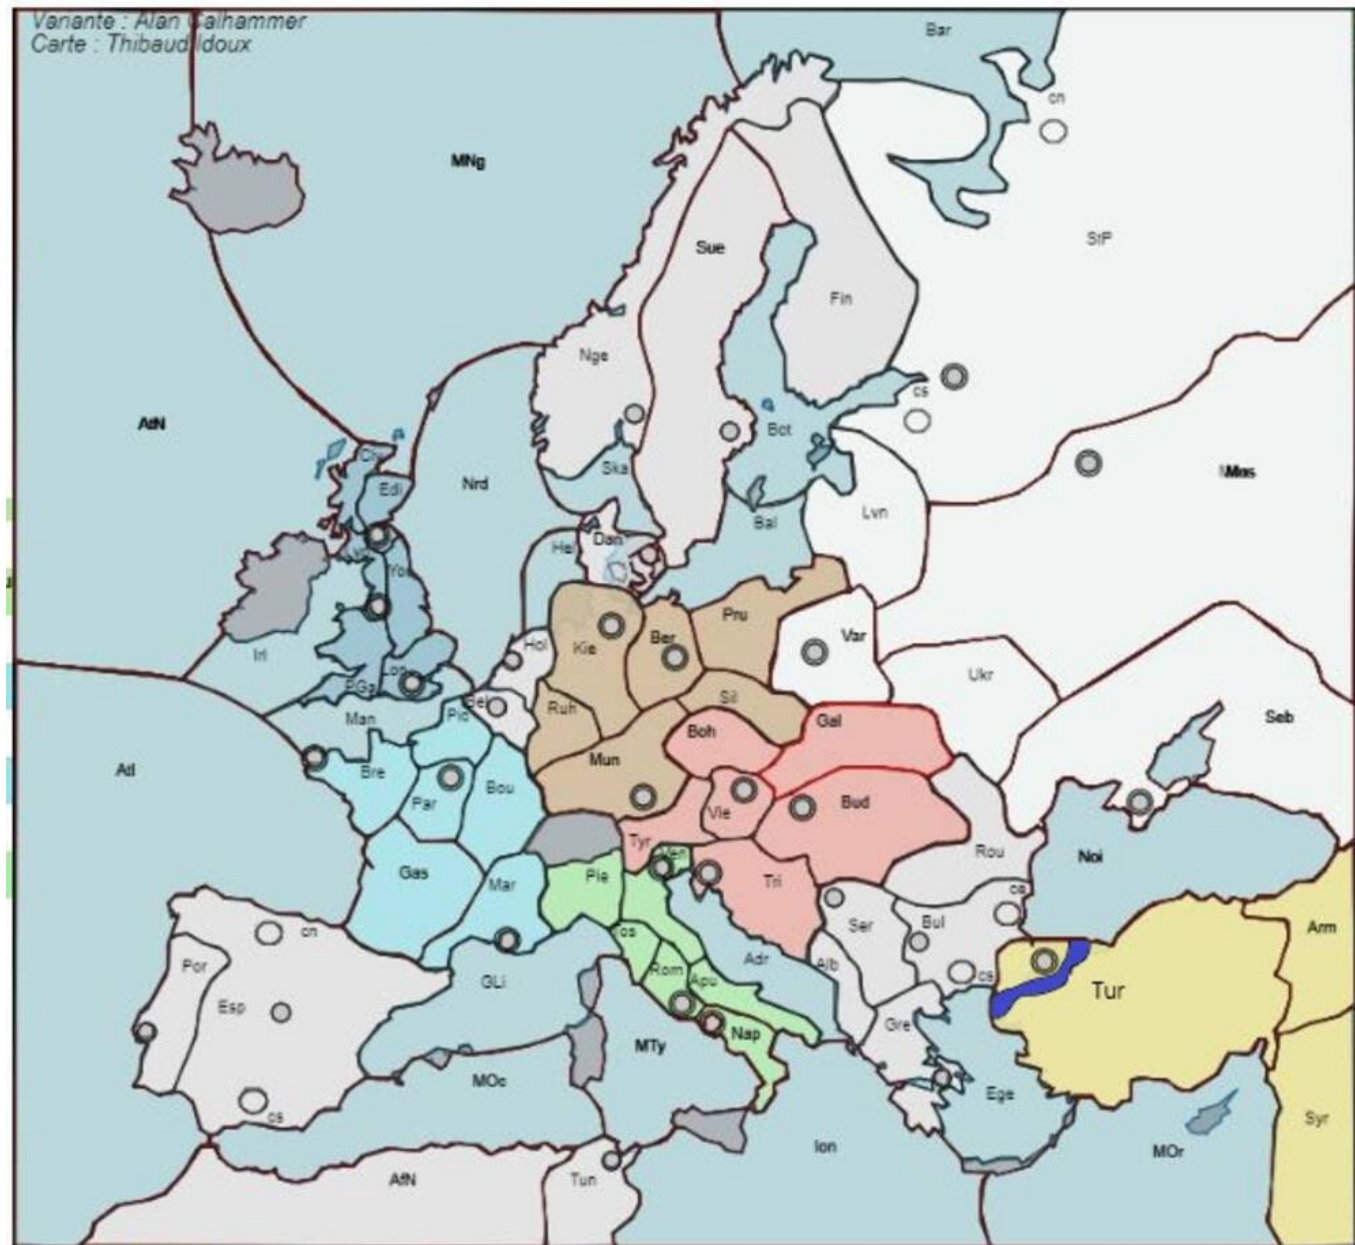 Variante : Alan Calhammer
Carte : Thibaud Idoux
Bar
cn
MNg
StP
Sue
Fin
Nge
cs
AtN
Bot
Ska
Nrd
Edi
Lvn
Bal
Dan
Hel
Yo
Pru
Var
Ber
Hol
Kie
Irl
Ukr
Lon
PGa
Sil
Bel
Ruh
Pic
Man
Seb
Gal
Boh
Mun
Atl
Bre
Bou
Par
Vie
Bud
Tyr
Ven
Rou
Noi
Gas
Mar
Pie
Tri
cs
Ser
Bul
Arm
cn
Tos
Adr
Alb
Por
Rom
GLi
Apu
cs
Tur
Esp
Gre
Nap
MTy
MOc
Ege
cs
Syr
Ion
MOr
AfN
Tun